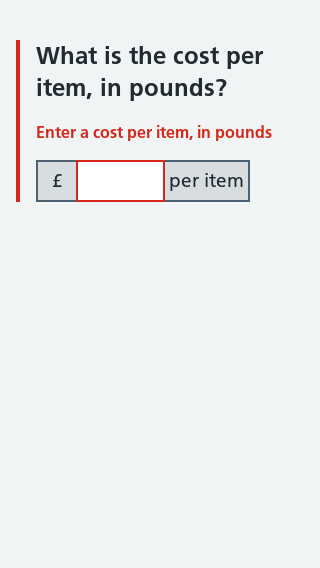 What is the cost per
item, in pounds?
Enter a cost per item, in pounds
£ per item